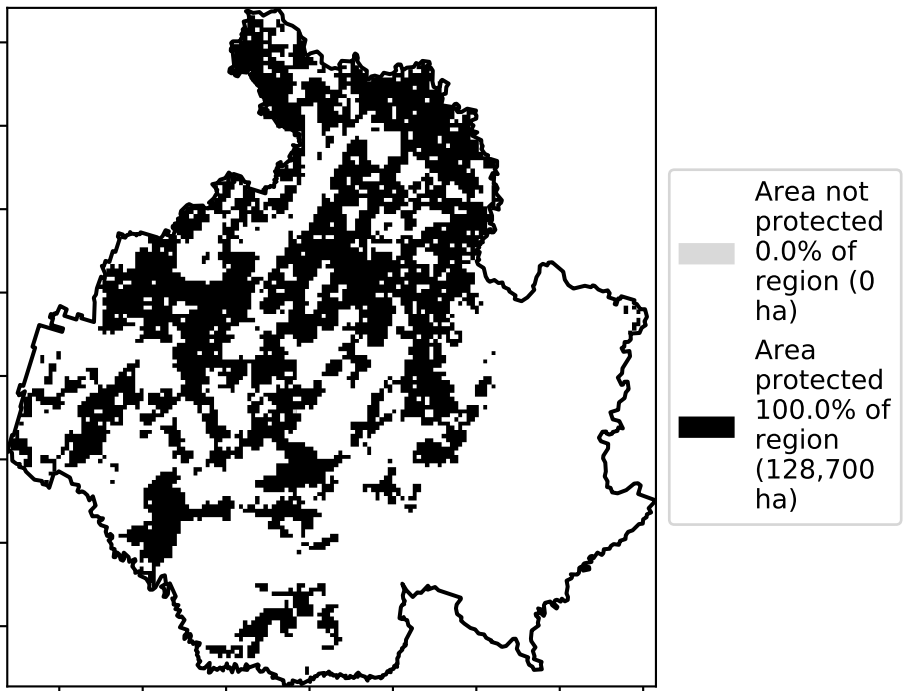 Area not
protected
0.0% of
region (0
ha)
Area
protected
100.0% of
region
(128,700
ha)